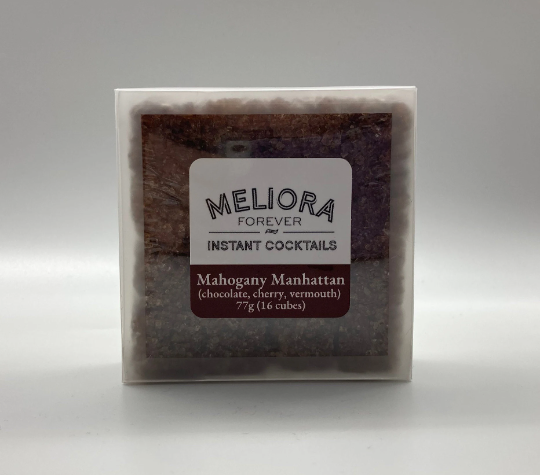 MELIORA
FOREVER
INSTANT COCKTAILS
Mahogany Manhattan
(chocolate, cherry, vermouth)
77g (16 cubes)